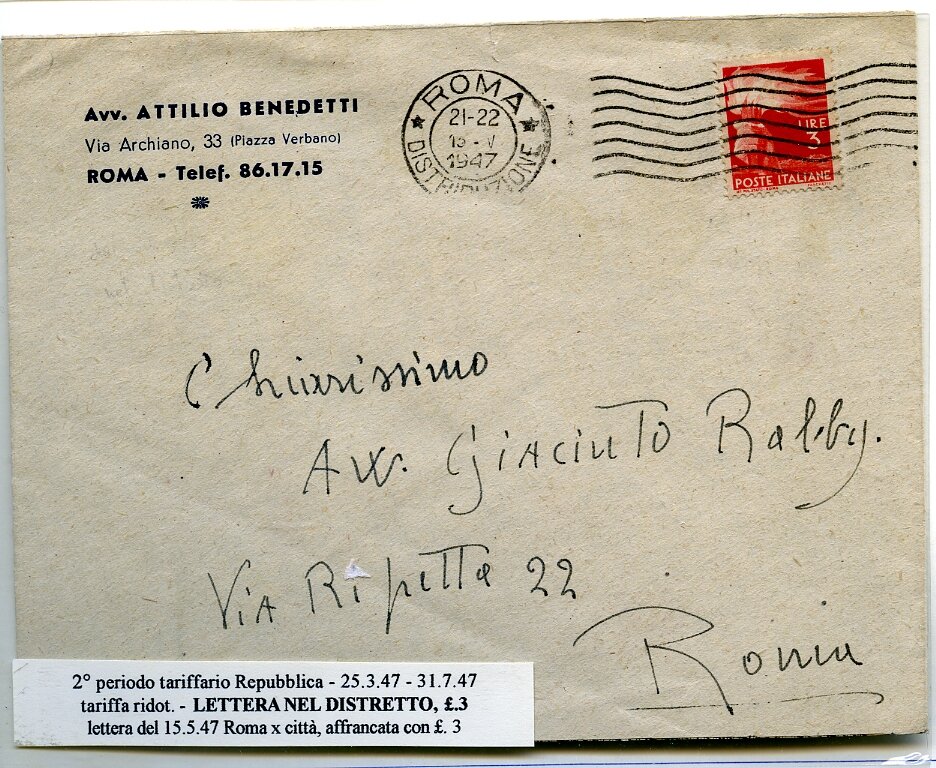 Avv. ATTILIO BENEDETTI
Via Archiano, 33 (Piazza Verbano)
ROMA - Telef. 86.17.15
ROMA
21-22
15-V
1947
DISTRIBUZIONE
LIRE
3
POSTE ITALIANE
Chiarissimo
Avv. Giacinto Rabby.
Via Ripetta 22
Roma
2° periodo tariffario Repubblica - 25.3.47 - 31.7.47
tariffa ridot. - LETTERA NEL DISTRETTO, £.3
lettera del 15.5.47 Roma x città, affrancata con £. 3